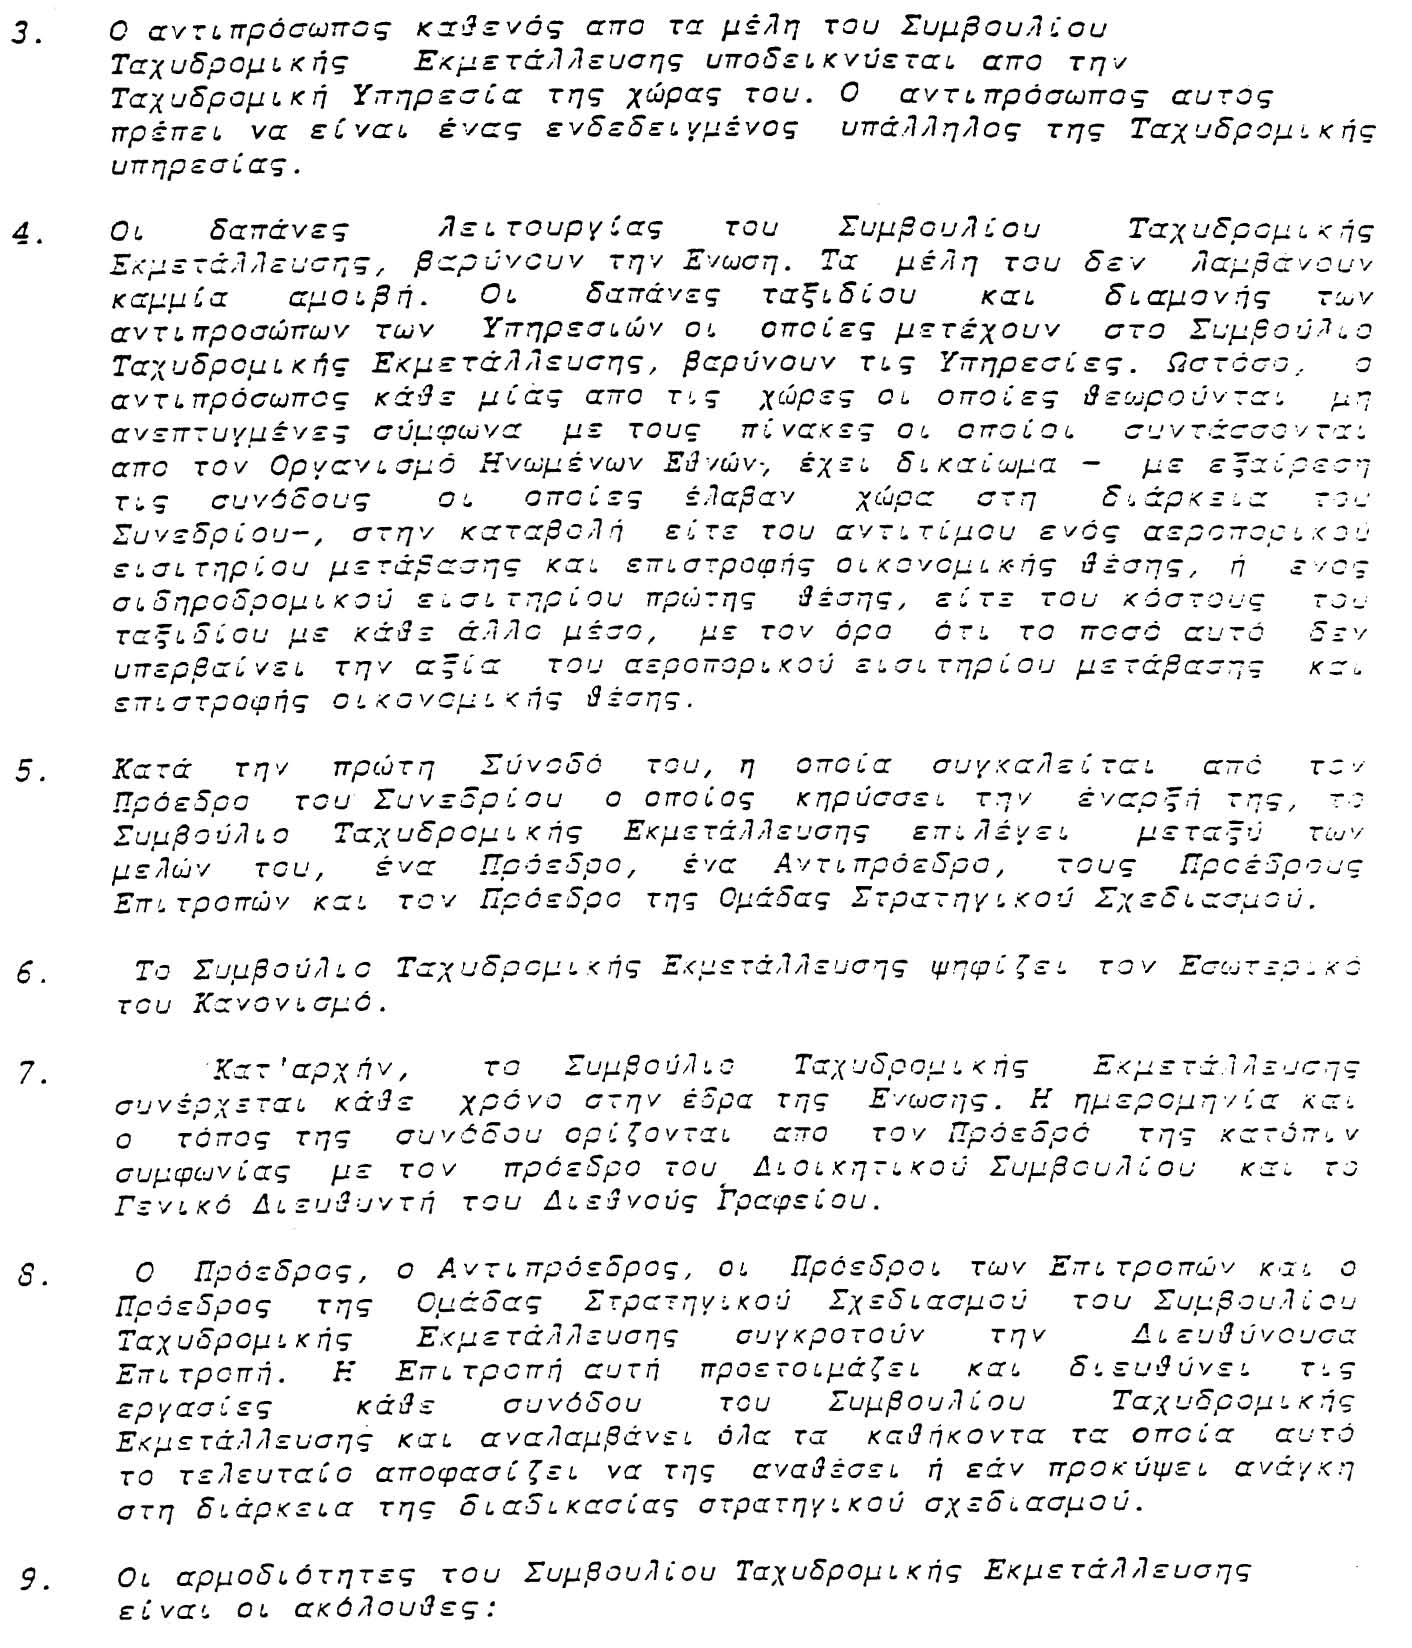 3. Ο αντιπρόσωπος καθενός απο τα μέλη του Συμβουλίου
Ταχυδρομικής Εκμετάλλευσης υποδεικνύεται απο την
Ταχυδρομική Υπηρεσία της χώρας του. Ο αντιπρόσωπος αυτός
πρέπει να είναι ένας ενδεδειγμένος υπάλληλος της Ταχυδρομικής
υπηρεσίας.
4. Οι δαπάνες λειτουργίας του Συμβουλίου Ταχυδρομικής
Εκμετάλλευσης, βαρύνουν την Ενωση. Τα μέλη του δεν λαμβάνουν
καμμία αμοιβή. Οι δαπάνες ταξιδίου και διαμονής των
αντιπροσώπων των Υπηρεσιών οι οποίες μετέχουν στο Συμβούλιο
Ταχυδρομικής Εκμετάλλευσης, βαρύνουν τις Υπηρεσίες. Ωστόσο, ο
αντιπρόσωπος κάθε μίας απο τις χώρες οι οποίες θεωρούνται μη
ανεπτυγμένες σύμφωνα με τους πίνακες οι οποίοι συντάσσονται
απο τον Οργανισμό Ηνωμένων Εθνών, έχει δικαίωμα - με εξαίρεση
τις συνόδους οι οποίες έλαβαν χώρα στη διάρκεια του
Συνεδρίου-, στην καταβολή είτε του αντιτίμου ενός αεροπορικού
εισιτηρίου μετάβασης και επιστροφής οικονομικής θέσης, ή ενος
σιδηροδρομικού εισιτηρίου πρώτης θέσης, είτε του κόστους του
ταξιδίου με κάθε άλλο μέσο, με τον όρο ότι το ποσό αυτό δεν
υπερβαίνει την αξία του αεροπορικού εισιτηρίου μετάβασης και
επιστροφής οικονομικής θέσης.
5. Κατά την πρώτη Σύνοδό του, η οποία συγκαλείται από τον
Πρόεδρο του Συνεδρίου ο οποίος κηρύσσει την έναρξή της, το
Συμβούλιο Ταχυδρομικής Εκμετάλλευσης επιλέγει μεταξύ των
μελών του, ένα Πρόεδρο, ένα Αντιπρόεδρο, τους Προέδρους
Επιτροπών και τον Πρόεδρο της Ομάδας Στρατηγικού Σχεδιασμού.
6. Το Συμβούλιο Ταχυδρομικής Εκμετάλλευσης ψηφίζει τον Εσωτερικό
του Κανονισμό.
7. Κατ'αρχήν, το Συμβούλιο Ταχυδρομικής Εκμετάλλευσης
συνέρχεται κάθε χρόνο στην έδρα της Ενωσης. Η ημερομηνία και
ο τόπος της συνόδου ορίζονται απο τον Πρόεδρό της κατόπιν
συμφωνίας με τον πρόεδρο του Διοικητικού Συμβουλίου και το
Γενικό Διευθυντή του Διεθνούς Γραφείου.
8. Ο Πρόεδρος, ο Αντιπρόεδρος, οι Πρόεδροι των Επιτροπών και ο
Πρόεδρος της Ομάδας Στρατηγικού Σχεδιασμού του Συμβουλίου
Ταχυδρομικής Εκμετάλλευσης συγκροτούν την Διευθύνουσα
Επιτροπή. Η Επιτροπή αυτή προετοιμάζει και διευθύνει τις
εργασίες κάθε συνόδου του Συμβουλίου Ταχυδρομικής
Εκμετάλλευσης και αναλαμβάνει όλα τα καθήκοντα τα οποία αυτό
το τελευταίο αποφασίζει να της αναθέσει ή εάν προκύψει ανάγκη
στη διάρκεια της διαδικασίας στρατηγικού σχεδιασμού.
9. Οι αρμοδιότητες του Συμβουλίου Ταχυδρομικής Εκμετάλλευσης
είναι οι ακόλουθες: